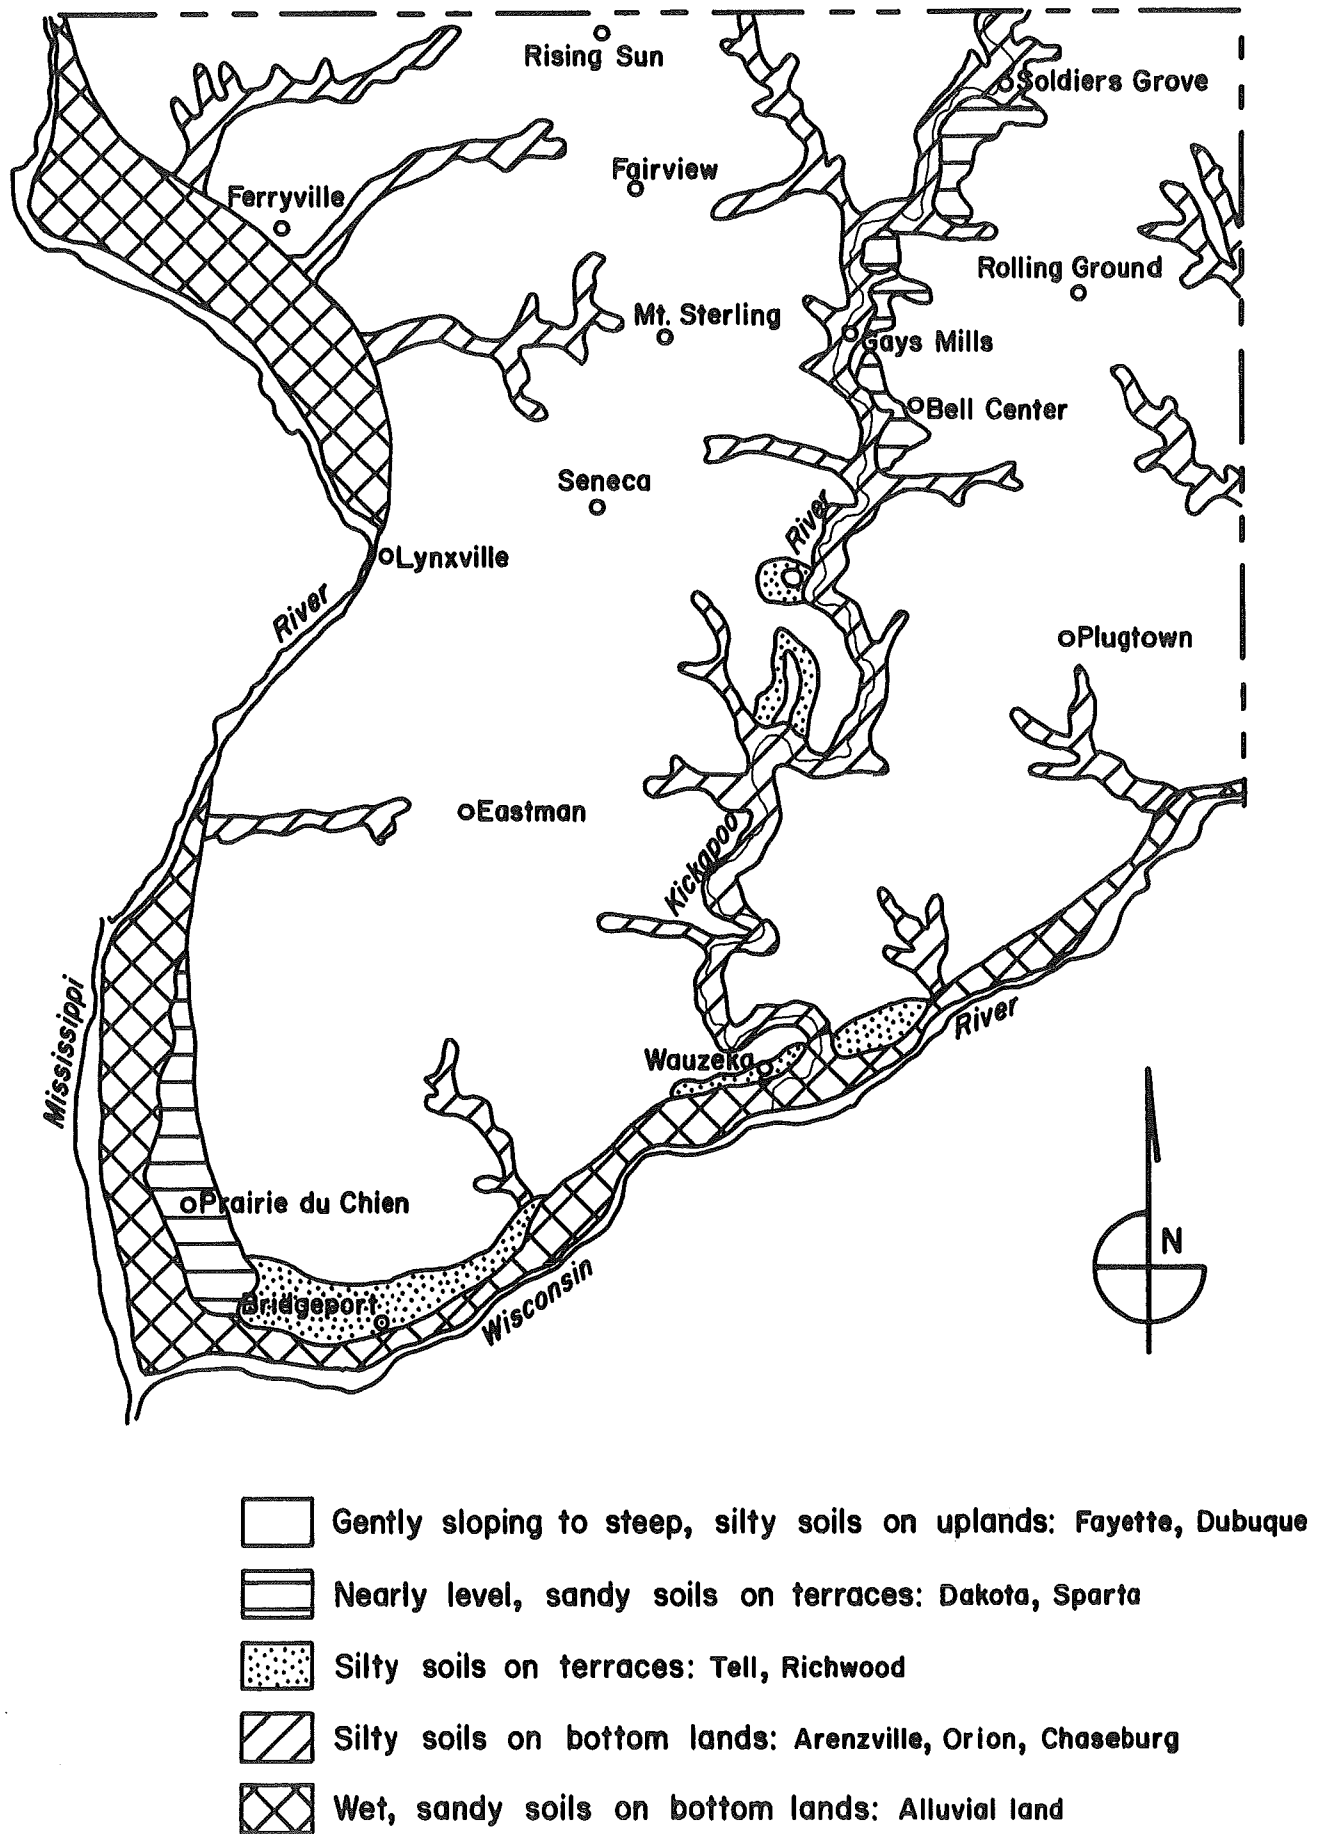 Rising Sun
Soldiers Grove
Fairview
Ferryville
Rolling Ground
Mt. Sterling
Gays Mills
Bell Center
Seneca
River
Lynxville
River
Plugtown
Eastman
Kickapoo
Mississippi
River
Wauzeka
Prairie du Chien
N
Bridgeport
Wisconsin
Gently sloping to steep, silty soils on uplands: Fayette, Dubuque
Nearly level, sandy soils on terraces: Dakota, Sparta
Silty soils on terraces: Tell, Richwood
Silty soils on bottom lands: Arenzville, Orion, Chaseburg
Wet, sandy soils on bottom lands: Alluvial land